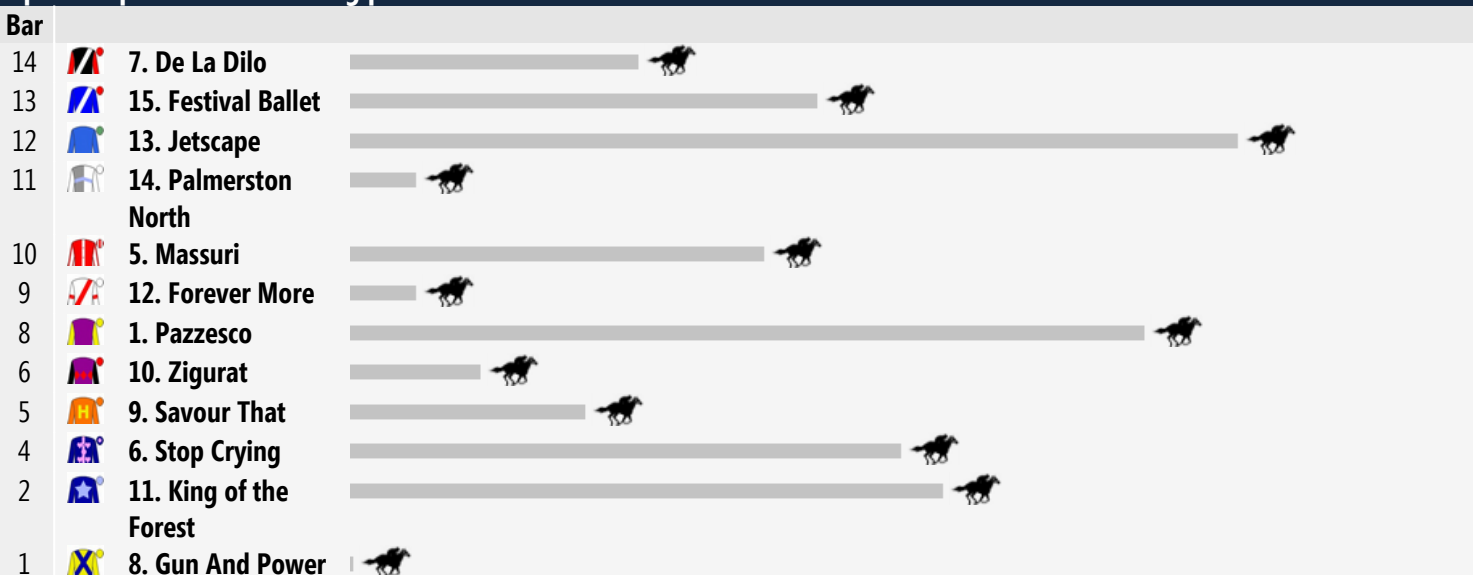 Bar
14 7. De La Dilo
13 15. Festival Ballet
12 13. Jetscape
11 14. Palmerston
North
10 5. Massuri
9 12. Forever More
8 1. Pazzesco
6 10. Zigurat
5 H 9. Savour That
4 6. Stop Crying
2 11. King of the
Forest
1 8. Gun And Power